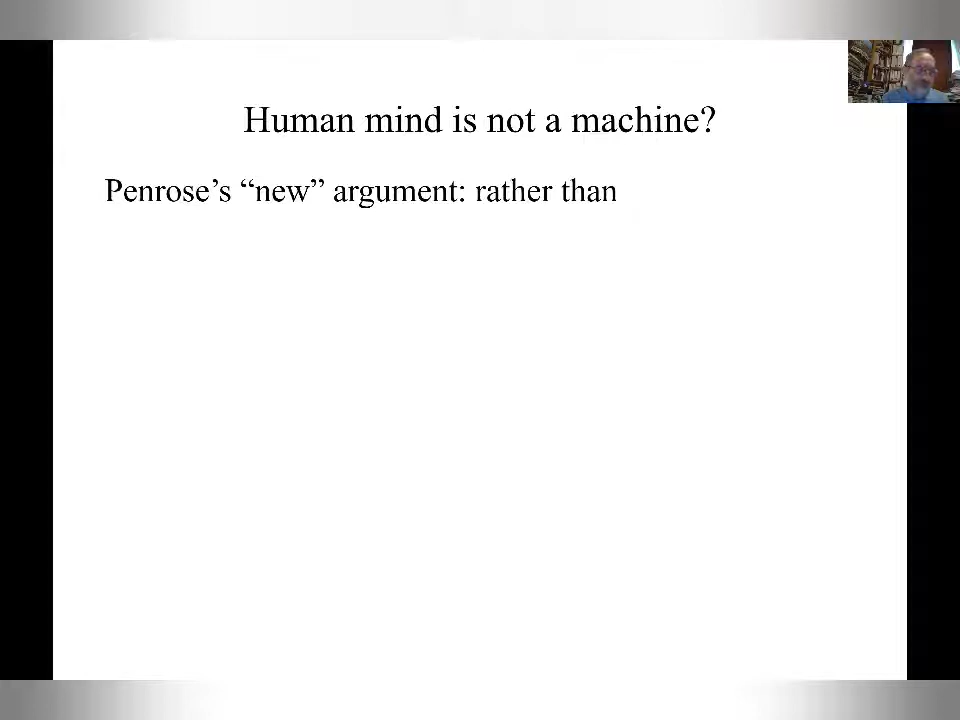 Human mind is not a machine?
Penrose’s “new” argument: rather than